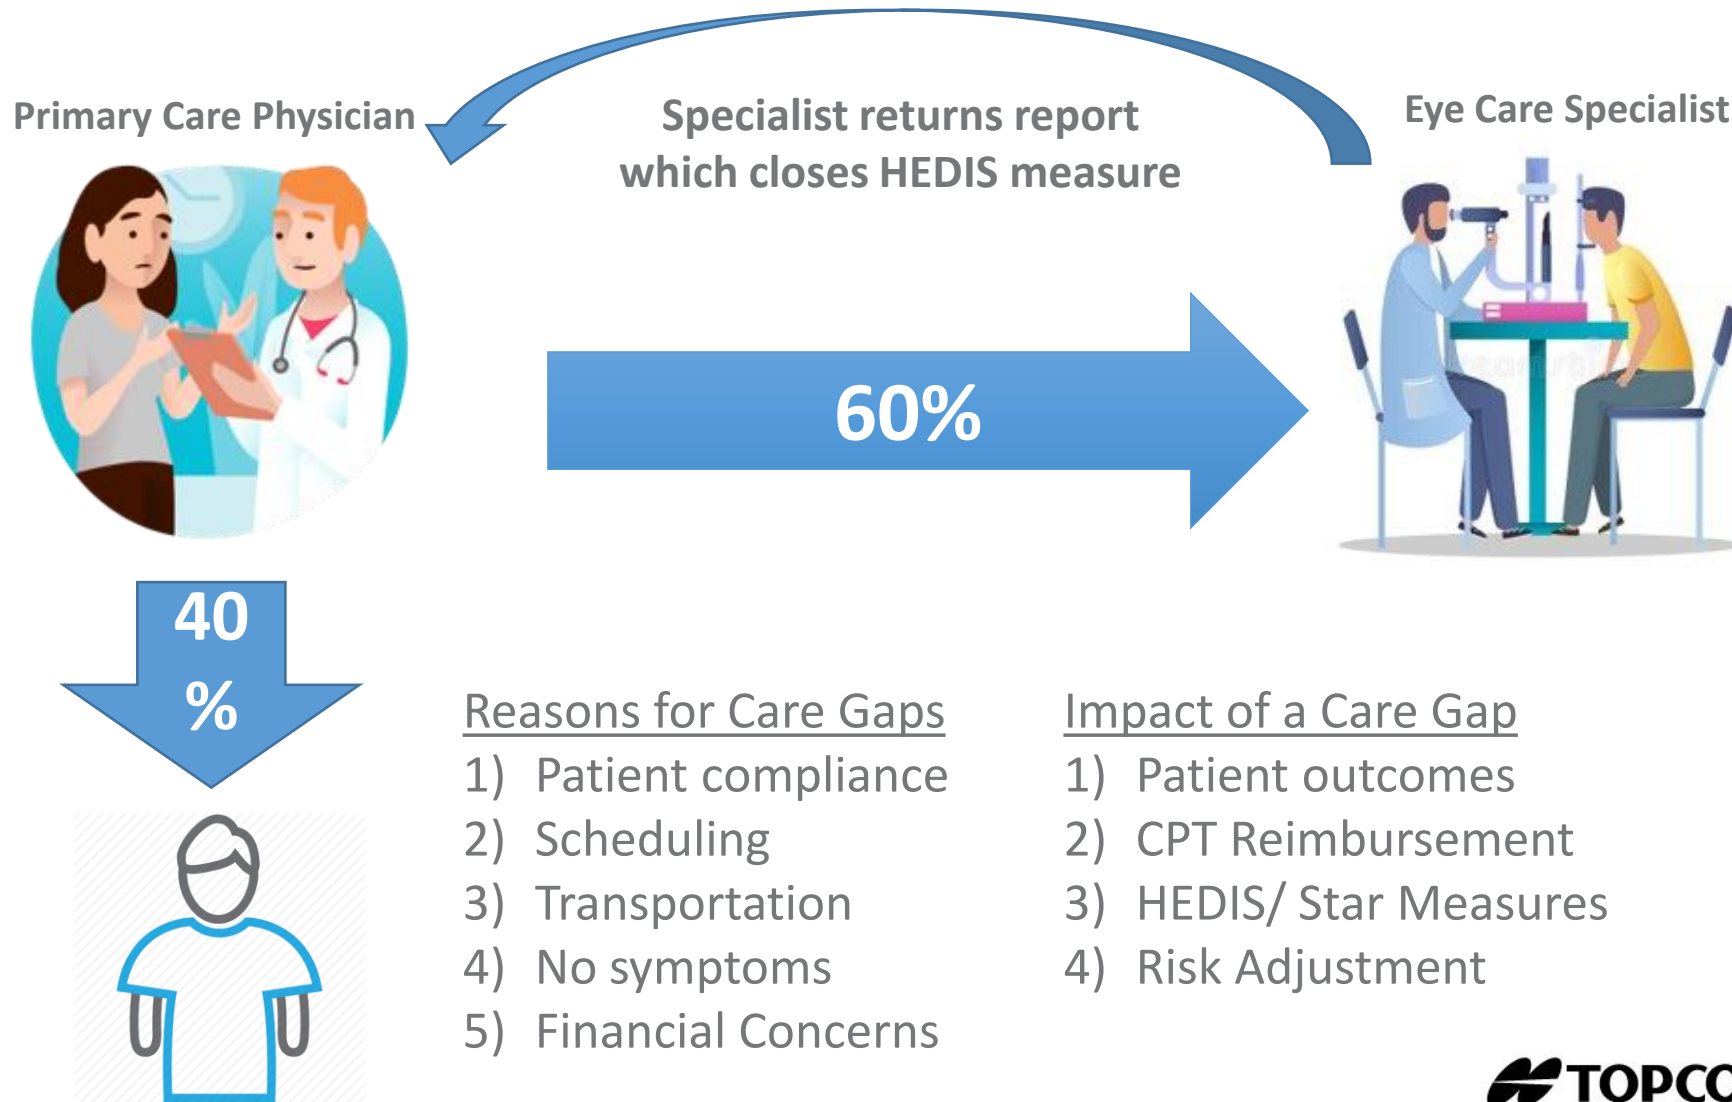 Primary Care Physician
Specialist returns report
which closes HEDIS measure
Eye Care Specialist
60%
40
%
Reasons for Care Gaps
1) Patient compliance
2) Scheduling
3) Transportation
4) No symptoms
5) Financial Concerns
Impact of a Care Gap
1) Patient outcomes
2) CPT Reimbursement
3) HEDIS/ Star Measures
4) Risk Adjustment
TOPCO